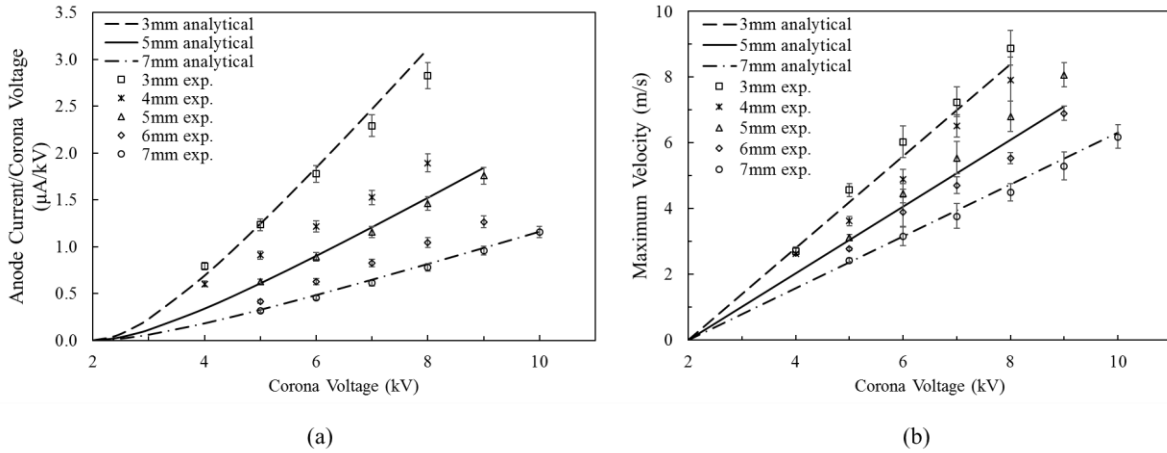 3mm analytical
5mm analytical
7mm analytical
3mm exp.
4mm exp.
5mm exp.
6mm exp.
7mm exp.
3.0
2.5
2.0
1.5
1.0
0.5
0.0
2 4 6 8 10
Anode Current/Corona Voltage
(μA/kV)
Corona Voltage (kV)
(a)
3mm analytical
5mm analytical
7mm analytical
3mm exp.
4mm exp.
5mm exp.
6mm exp.
7mm exp.
10
8
6
4
2
0
2 4 6 8 10
Maximum Velocity (m/s)
Corona Voltage (kV)
(b)